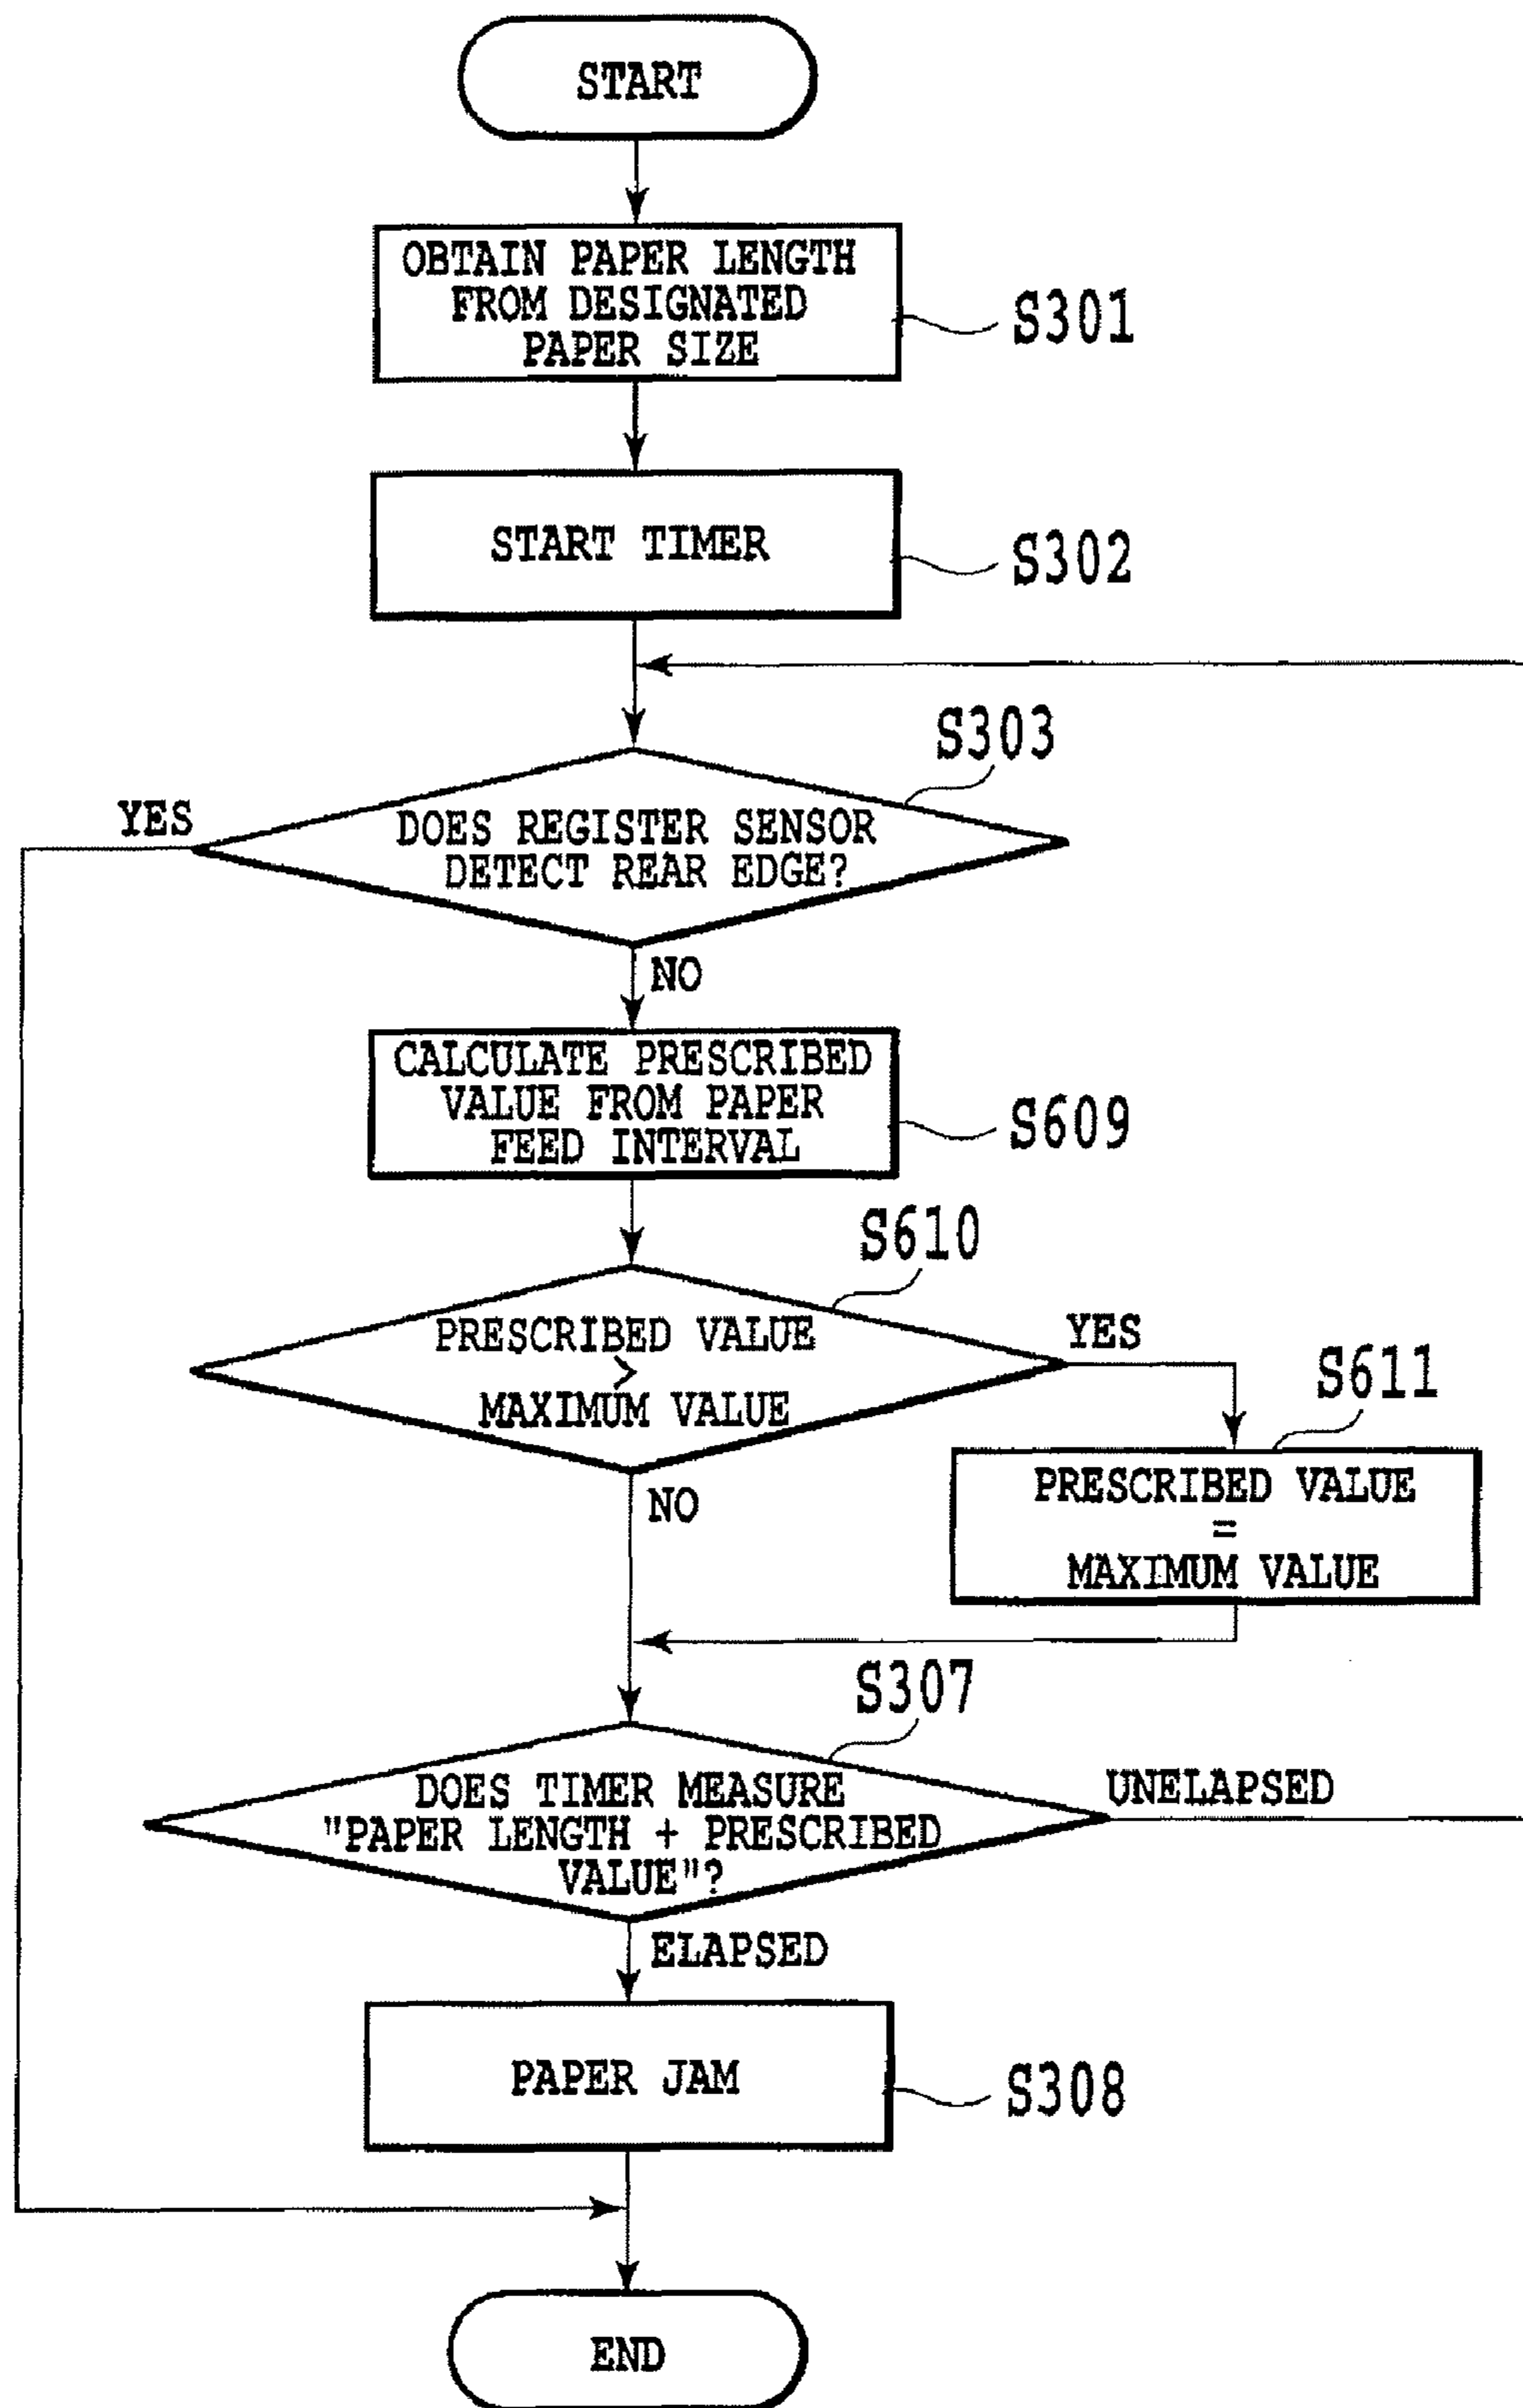 START
OBTAIN PAPER LENGTH
FROM DESIGNATED
PAPER SIZE
S301
START TIMER
S302
S303
YES
DOES REGISTER SENSOR
DETECT REAR EDGE?
NO
CALCULATE PRESCRIBED
VALUE FROM PAPER
FEED INTERVAL
S609
S610
PRESCRIBED VALUE
>
MAXIMUM VALUE
YES
S611
PRESCRIBED VALUE
=
MAXIMUM VALUE
NO
S307
DOES TIMER MEASURE
"PAPER LENGTH + PRESCRIBED
VALUE"?
UNELAPSED
ELAPSED
PAPER JAM
S308
END